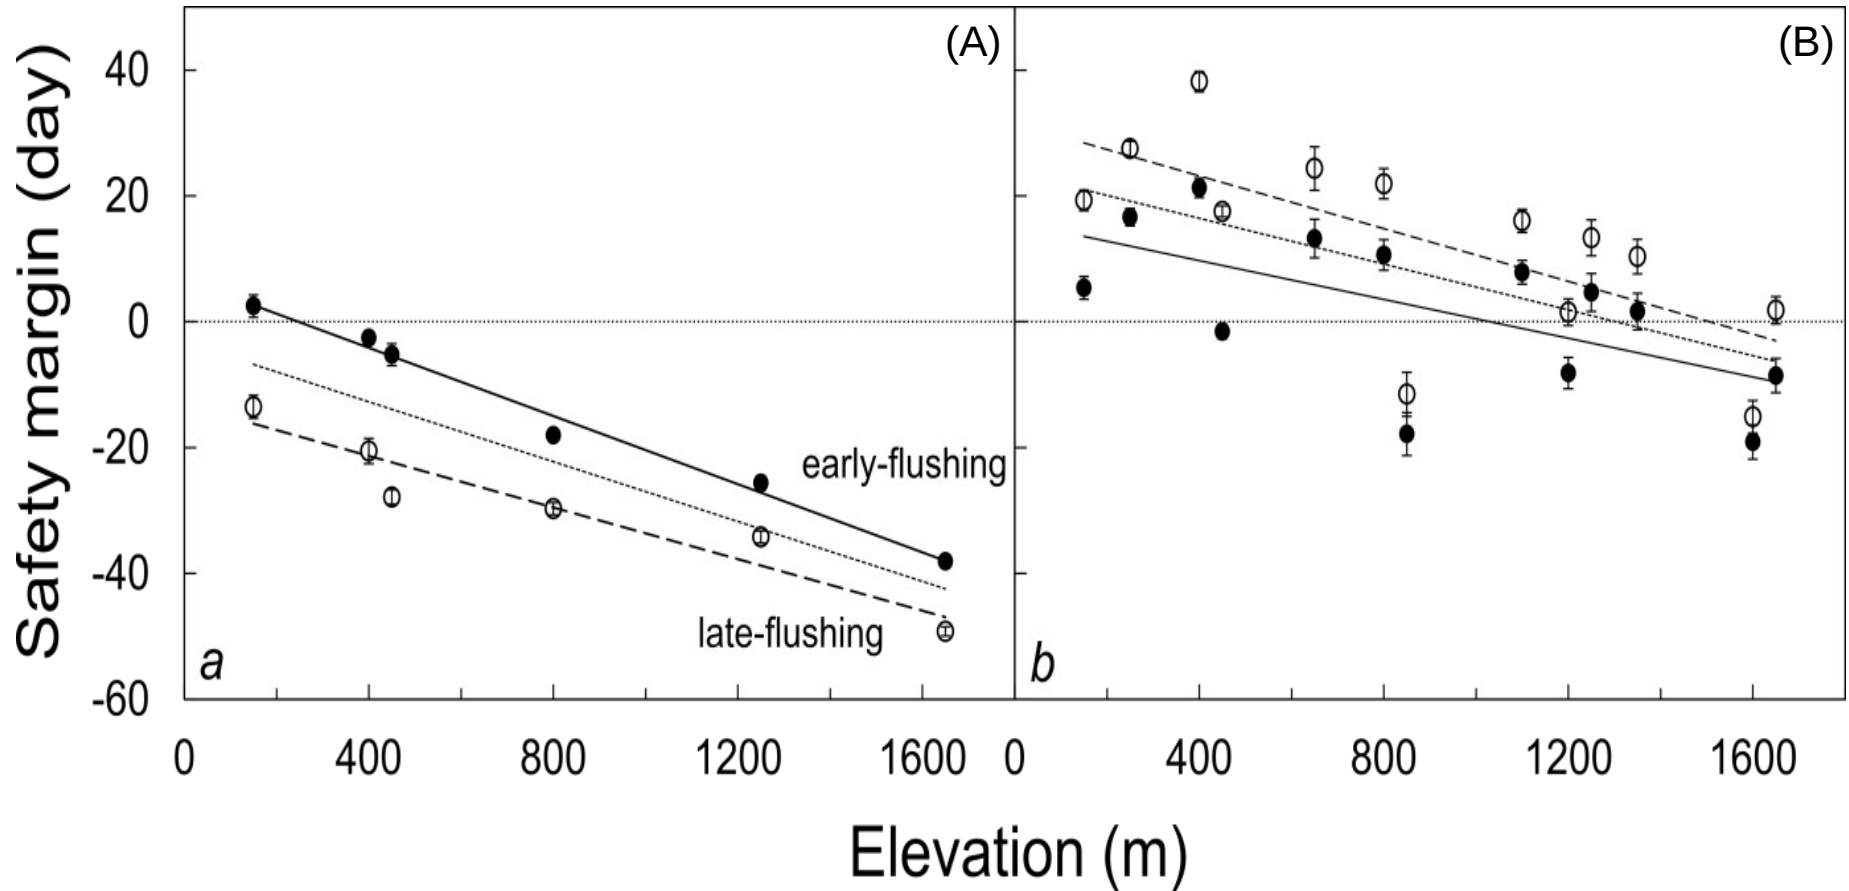 (A)
(B)
Safety margin (day)
40
20
0
-20
-40
-60
early-flushing
late-flushing
a
b
0 400 800 1200 1600 0 400 800 1200 1600
Elevation (m)